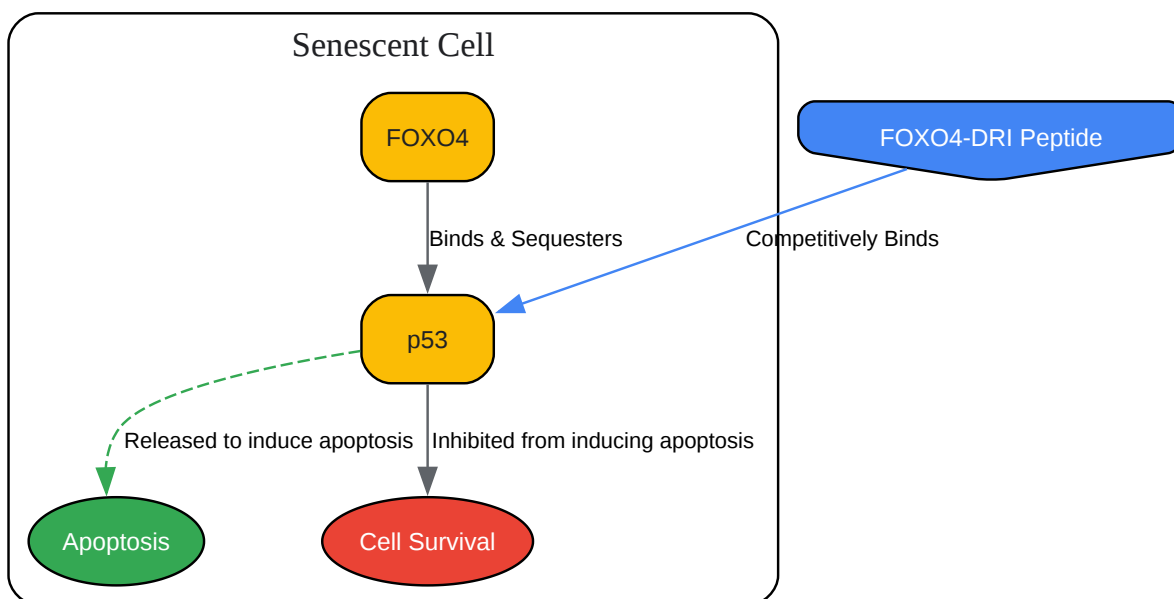 Senescent Cell
FOXO4
FOXO4-DRI Peptide
Binds & Sequesters
Competitively Binds
p53
Released to induce apoptosis
Inhibited from inducing apoptosis
Apoptosis
Cell Survival